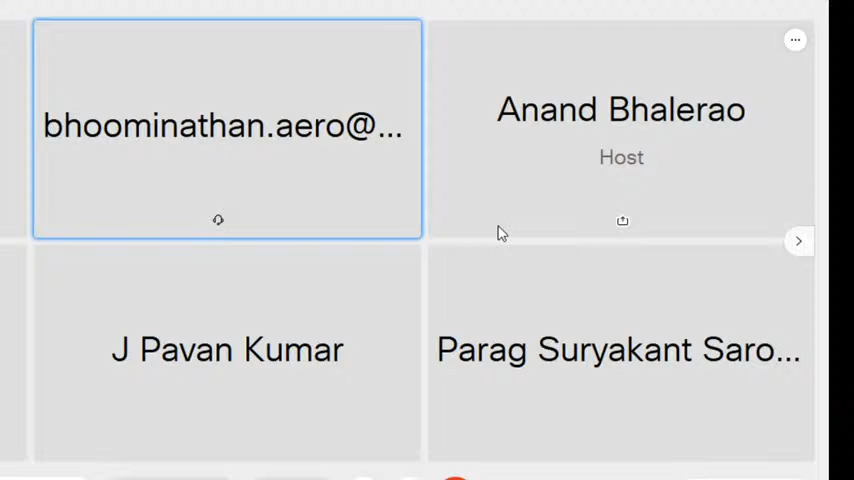 bhoominathan.aero@...
Anand Bhalerao
Host
J Pavan Kumar
Parag Suryakant Saro...